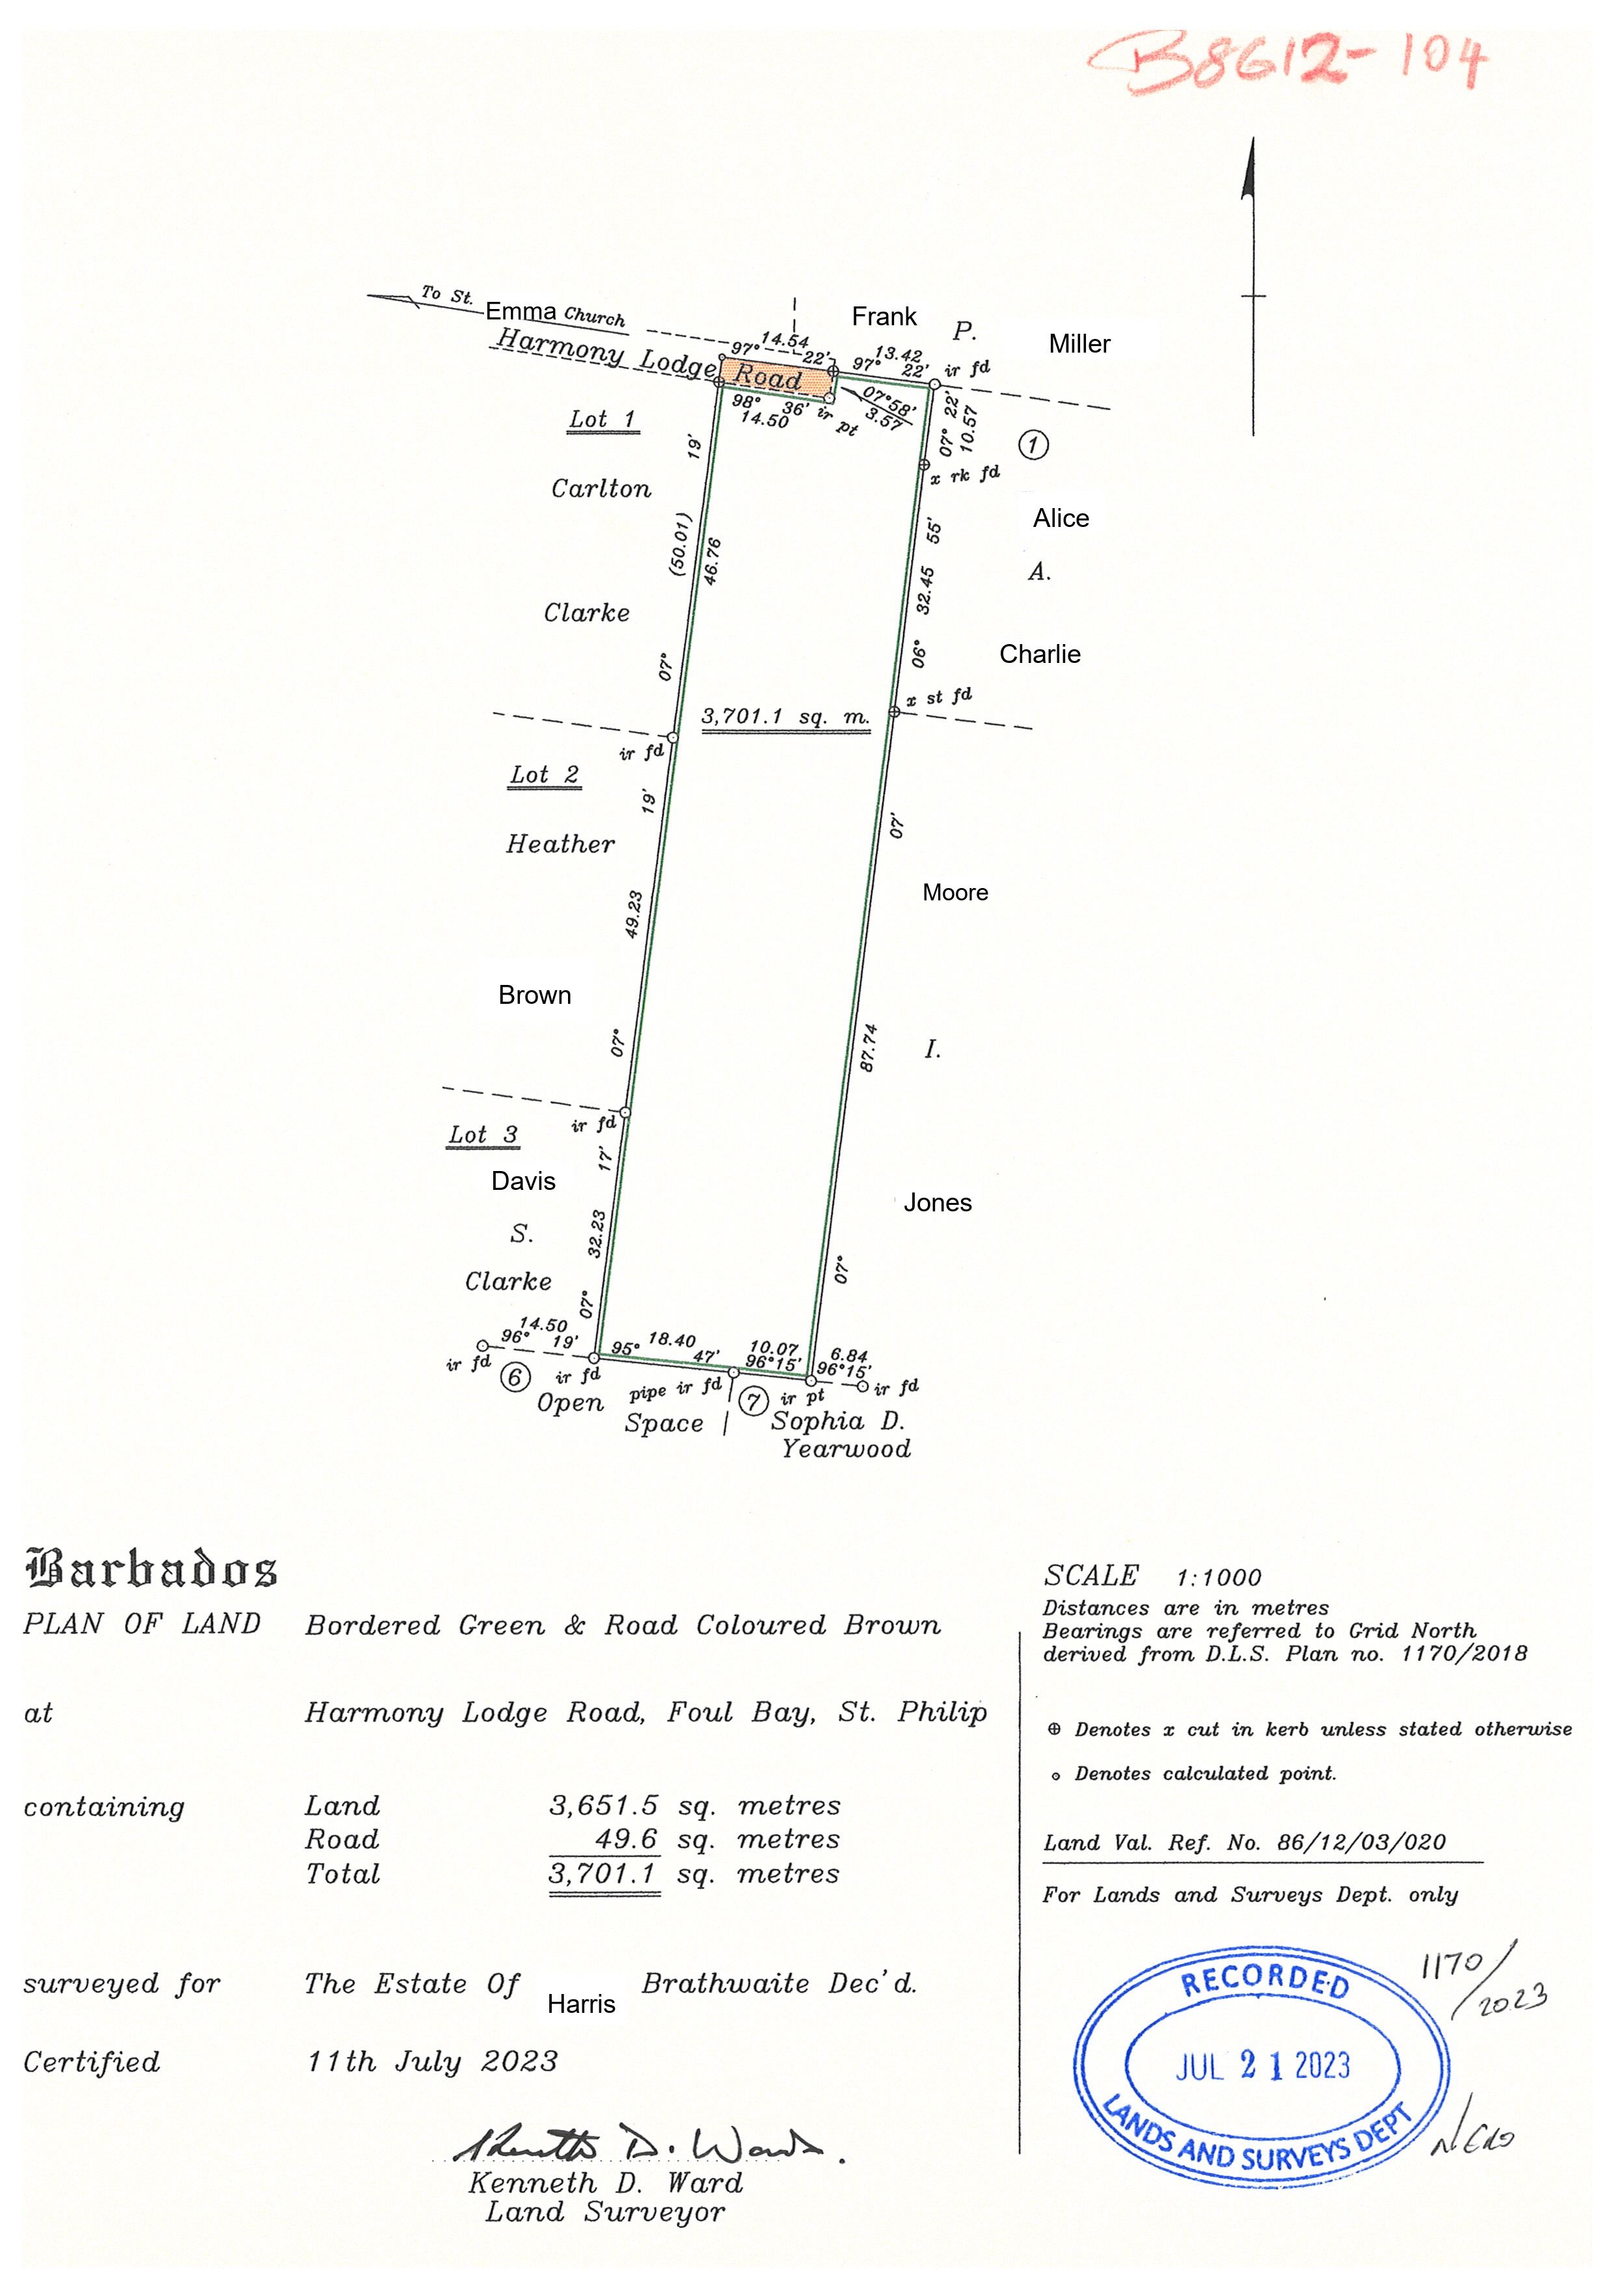 B8612-104
To St. Emma Church
Frank P. Miller
Harmony Lodge Road
97° 14.54 22'
97° 13.42 22'
ir fd
98° 36' ir pt
14.50
07°58'
3.57
07° 22'
10.57
1
x rk fd
Lot 1
Carlton
Clarke
07° (50.01) 19'
46.76
06° 32.45 55'
Alice
A.
Charlie
3,701.1 sq. m.
x st fd
ir fd
Lot 2
Heather
Brown
07° 49.23 19'
07° 87.74 07'
Moore
I.
Jones
ir fd
Lot 3
Davis
S.
Clarke
07° 32.23 17'
14.50
96° 19'
ir fd
6
ir fd
95° 18.40 47'
10.07
96°15'
6.84
96°15'
pipe ir fd
7
ir pt
ir fd
Open
Space
Sophia D.
Yearwood
Barbados
PLAN OF LAND Bordered Green & Road Coloured Brown
at Harmony Lodge Road, Foul Bay, St. Philip
containing Land 3,651.5 sq. metres
Road 49.6 sq. metres
Total 3,701.1 sq. metres
surveyed for The Estate Of Harris Brathwaite Dec'd.
Certified 11th July 2023
Kenneth D. Ward.
Kenneth D. Ward
Land Surveyor
SCALE 1:1000
Distances are in metres
Bearings are referred to Grid North
derived from D.L.S. Plan no. 1170/2018
⊕ Denotes x cut in kerb unless stated otherwise
o Denotes calculated point.
Land Val. Ref. No. 86/12/03/020
For Lands and Surveys Dept. only
RECORDED
JUL 21 2023
LANDS AND SURVEYS DEPT
1170/
2023